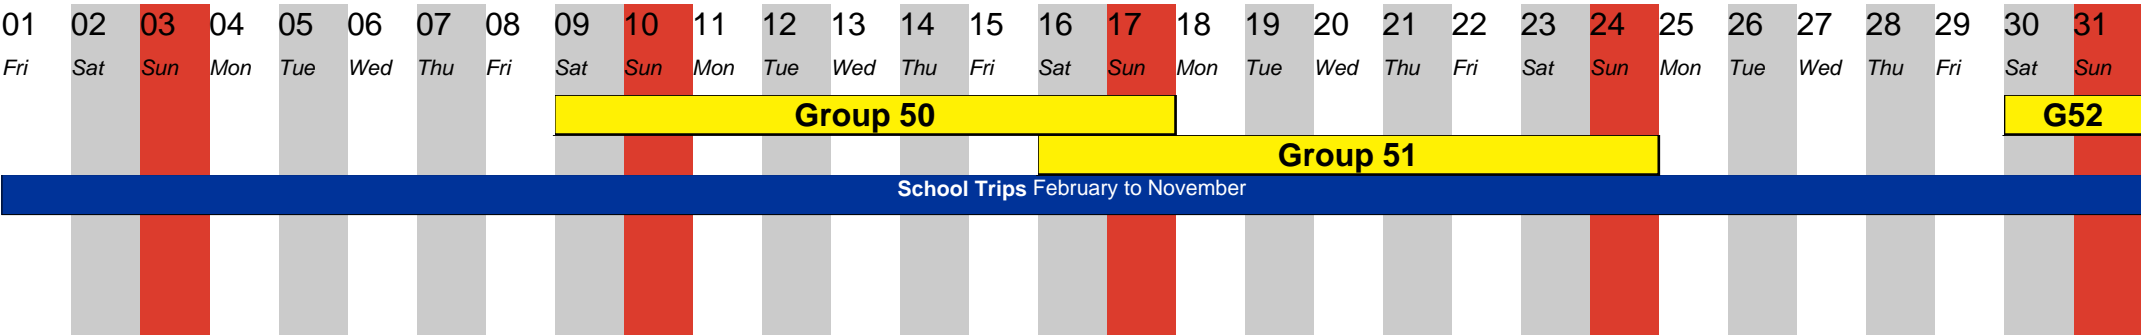 01 02 03 04 05 06 07 08 09 10 11 12 13 14 15 16 17 18 19 20 21 22 23 24 25 26 27 28 29 30 31
Fri Sat Sun Mon Tue Wed Thu Fri Sat Sun Mon Tue Wed Thu Fri Sat Sun Mon Tue Wed Thu Fri Sat Sun Mon Tue Wed Thu Fri Sat Sun
Group 50 G52
Group 51
School Trips February to November